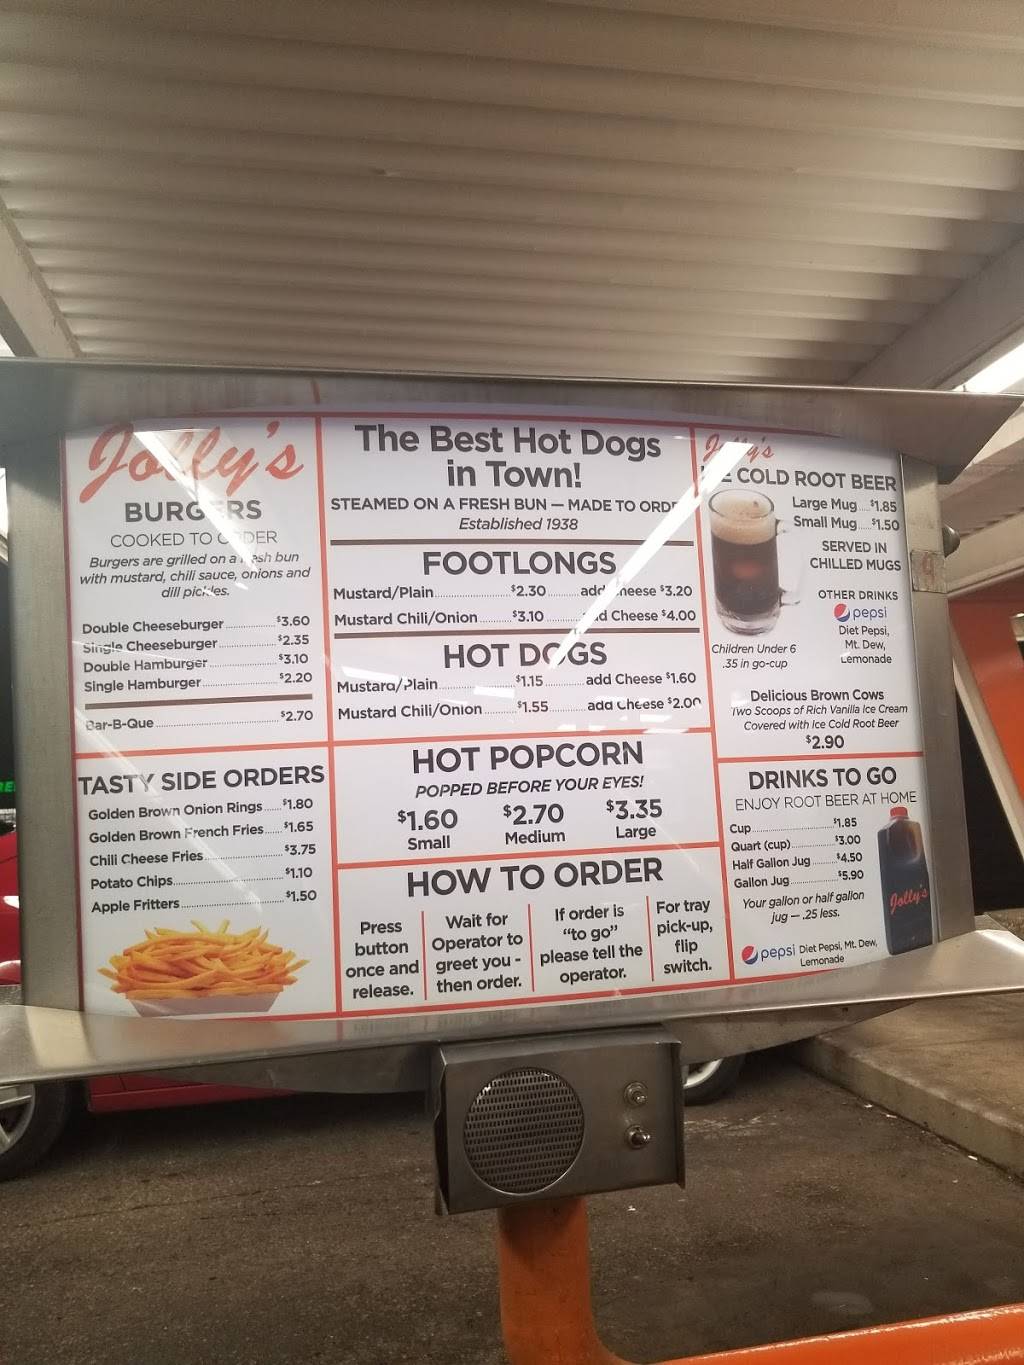 Jolly's
BURGERS
COOKED TO ORDER
Burgers are grilled on a fresh bun
with mustard, chili sauce, onions and
dill pickles.
Double Cheeseburger $3.60
Single Cheeseburger $2.35
Double Hamburger $3.10
Single Hamburger $2.20
Bar-B-Que $2.70
TASTY SIDE ORDERS
Golden Brown Onion Rings $1.80
Golden Brown French Fries $1.65
Chili Cheese Fries $3.75
Potato Chips $1.10
Apple Fritters $1.50
The Best Hot Dogs
in Town!
STEAMED ON A FRESH BUN — MADE TO ORDER
Established 1938
FOOTLONGS
Mustard/Plain $2.30 add Cheese $3.20
Mustard Chili/Onion $3.10 add Cheese $4.00
HOT DOGS
Mustard/Plain $1.15 add Cheese $1.60
Mustard Chili/Onion $1.55 add Cheese $2.00
HOT POPCORN
POPPED BEFORE YOUR EYES!
$1.60 $2.70 $3.35
Small Medium Large
HOW TO ORDER
Press
button
once and
release.
Wait for
Operator to
greet you -
then order.
If order is
"to go"
please tell the
operator.
For tray
pick-up,
flip
switch.
Jolly's
ICE COLD ROOT BEER
Large Mug $1.85
Small Mug $1.50
SERVED IN
CHILLED MUGS
OTHER DRINKS
pepsi
Diet Pepsi,
Mt. Dew,
Lemonade
Children Under 6
.35 in go-cup
Delicious Brown Cows
Two Scoops of Rich Vanilla Ice Cream
Covered with Ice Cold Root Beer
$2.90
DRINKS TO GO
ENJOY ROOT BEER AT HOME
Cup $1.85
Quart (cup) $3.00
Half Gallon Jug $4.50
Gallon Jug $5.90
Your gallon or half gallon
jug — .25 less.
Jolly's
pepsi Diet Pepsi, Mt. Dew,
Lemonade